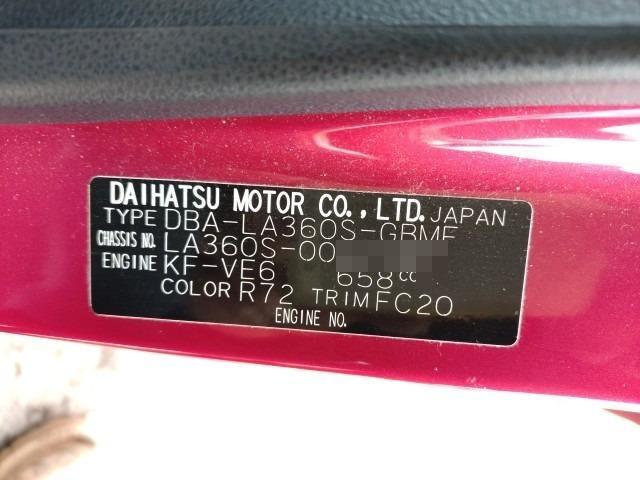 DAIHATSU MOTOR CO., LTD. JAPAN
TYPE DBA-LA360S-GBMF
CHASSIS NO. LA360S-00
ENGINE KF-VE6 658cc
COLOR R72 TRIM FC20
ENGINE NO.